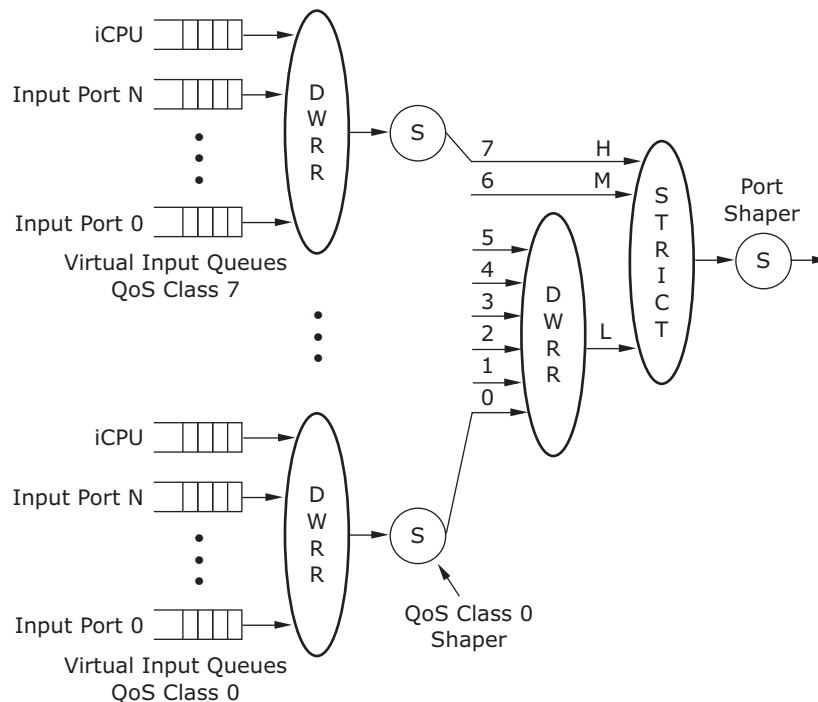 iCPU
Input Port N
Input Port 0
Virtual Input Queues
QoS Class 7
D
W
R
R
S
7
H
6
M
5
4
3
2
1
0
D
W
R
R
L
S
T
R
I
C
T
Port
Shaper
S
iCPU
Input Port N
Input Port 0
Virtual Input Queues
QoS Class 0
D
W
R
R
S
QoS Class 0
Shaper